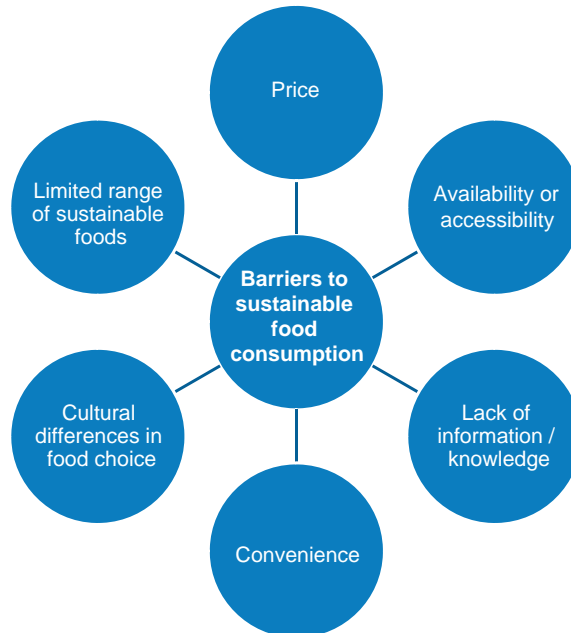 Price
Limited range
of sustainable
foods
Availability or
accessibility
Barriers to
sustainable
food
consumption
Cultural
differences in
food choice
Lack of
information /
knowledge
Convenience